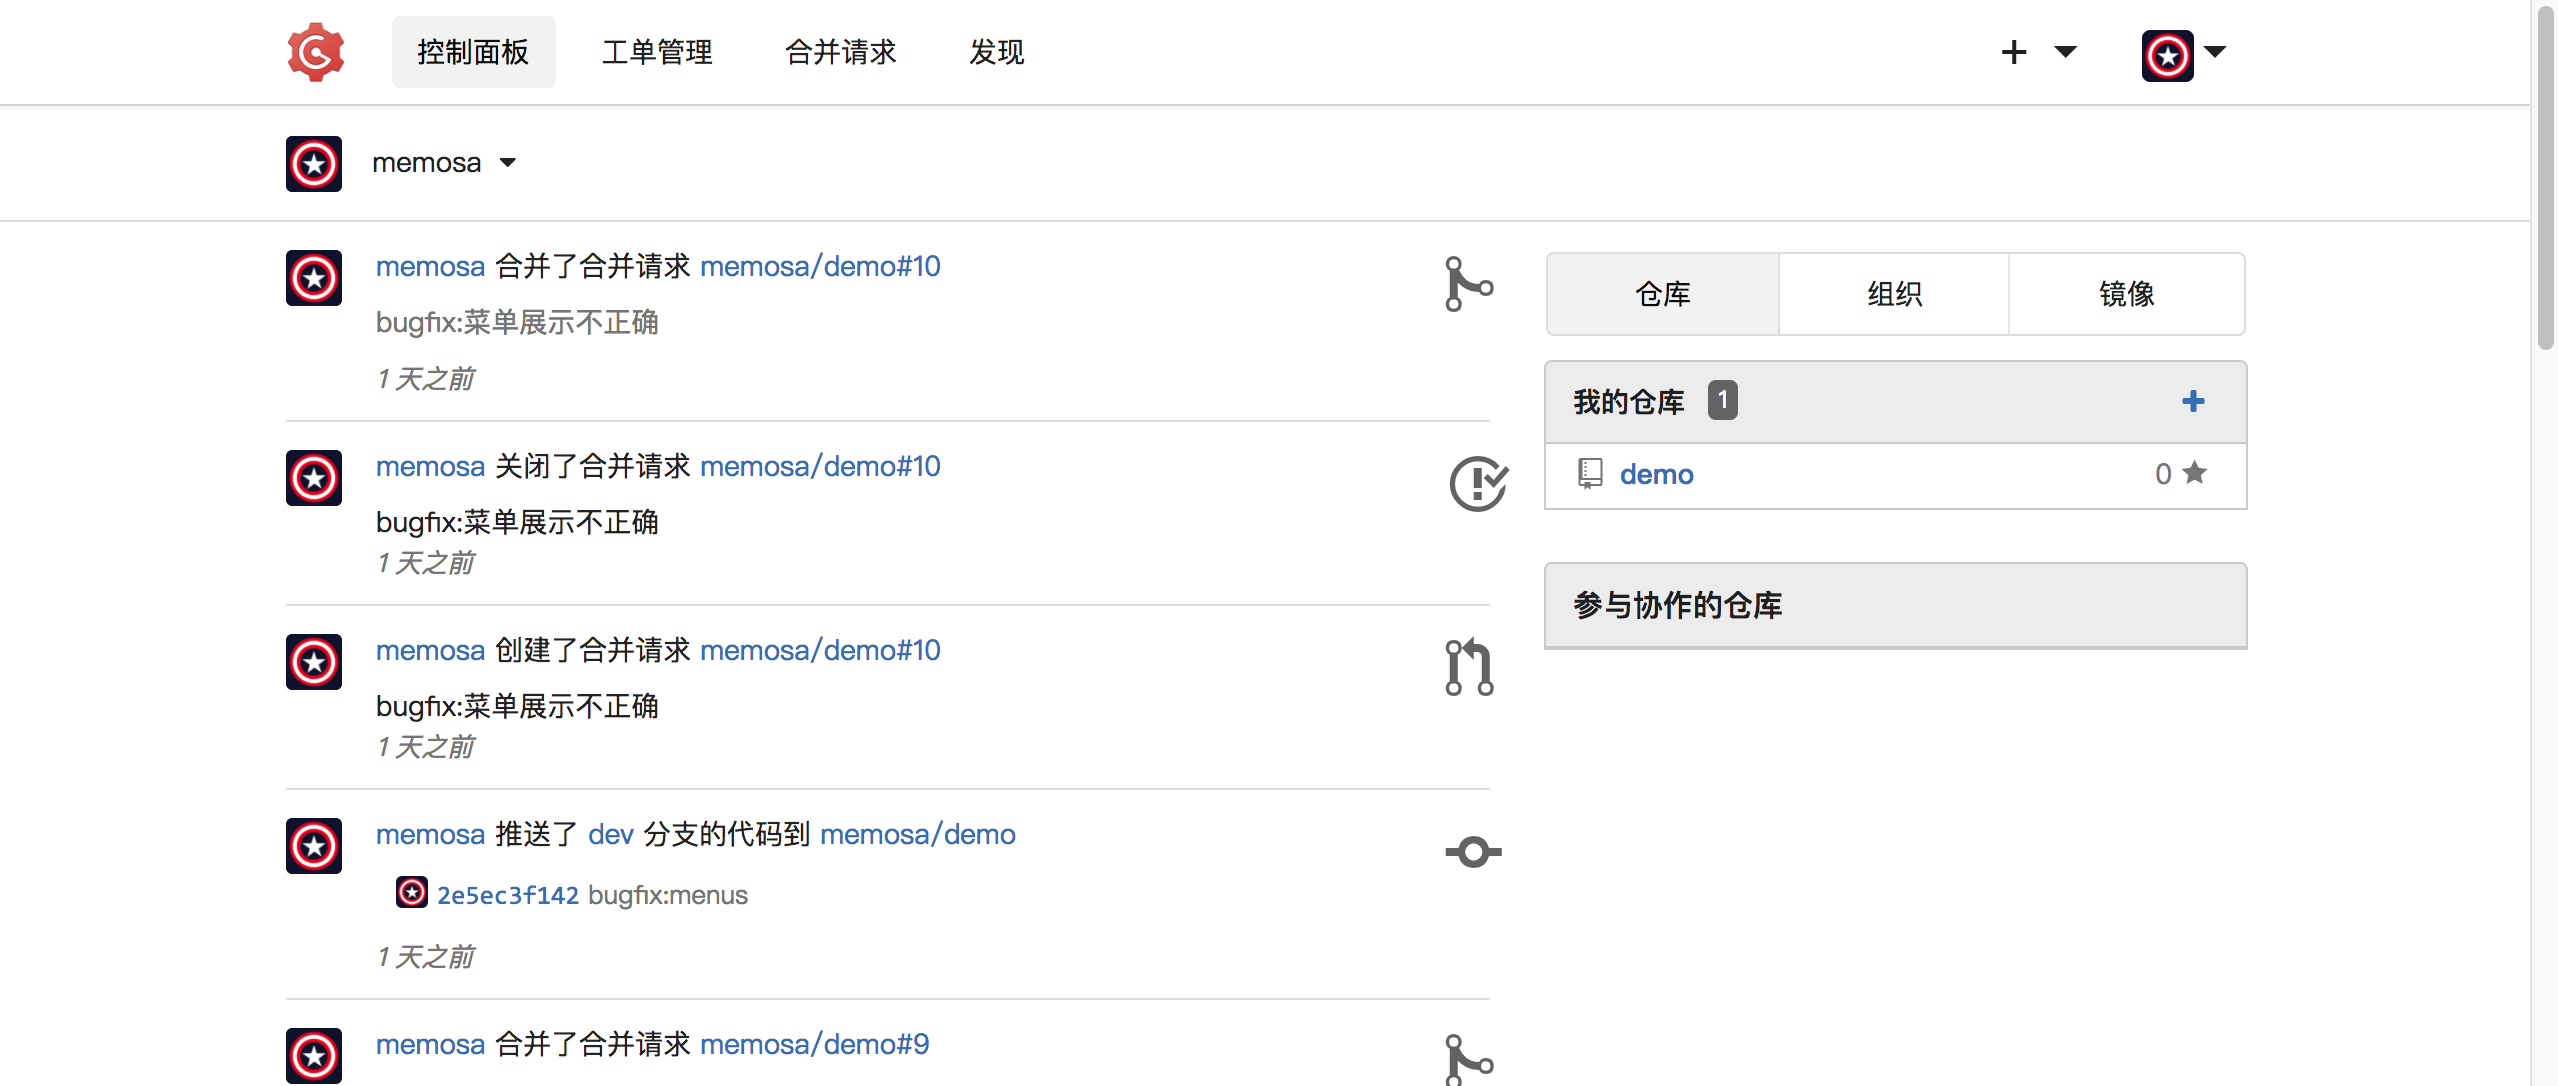 控制面板 工单管理 合并请求 发现
memosa
memosa 合并了合并请求 memosa/demo#10
bugfix:菜单展示不正确
1 天之前
memosa 关闭了合并请求 memosa/demo#10
bugfix:菜单展示不正确
1 天之前
memosa 创建了合并请求 memosa/demo#10
bugfix:菜单展示不正确
1 天之前
memosa 推送了 dev 分支的代码到 memosa/demo
2e5ec3f142 bugfix:menus
1 天之前
memosa 合并了合并请求 memosa/demo#9
仓库 组织 镜像
我的仓库 1
demo 0
参与协作的仓库